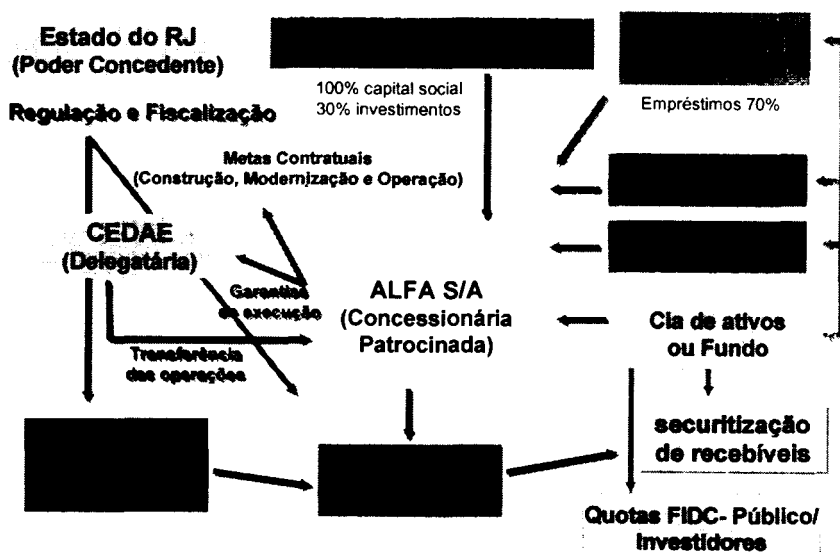 Estado do RJ
(Poder Concedente)
Regulação e Fiscalização
100% capital social
30% investimentos
Empréstimos 70%
Metas Contratuais
(Construção, Modernização e Operação)
CEDAE
(Delegatária)
Garantias
de execução
ALFA S/A
(Concessionária
Patrocinada)
Cia de ativos
ou Fundo
Transferência
das operações
securitização
de recebíveis
Quotas FIDC- Público/
Investidores